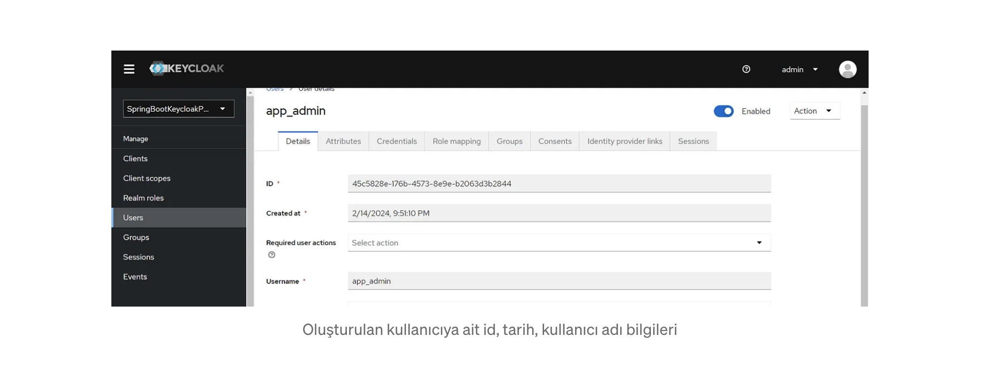 KEYCLOAK
admin
SpringBootKeycloakP...
Manage
Clients
Client scopes
Realm roles
Users
Groups
Sessions
Events
Users > User details
app_admin
Enabled
Action
Details Attributes Credentials Role mapping Groups Consents Identity provider links Sessions
ID *
45c5828e-176b-4573-8e9e-b2063d3b2844
Created at *
2/14/2024, 9:51:10 PM
Required user actions
Select action
Username *
app_admin
Oluşturulan kullanıcıya ait id, tarih, kullanıcı adı bilgileri